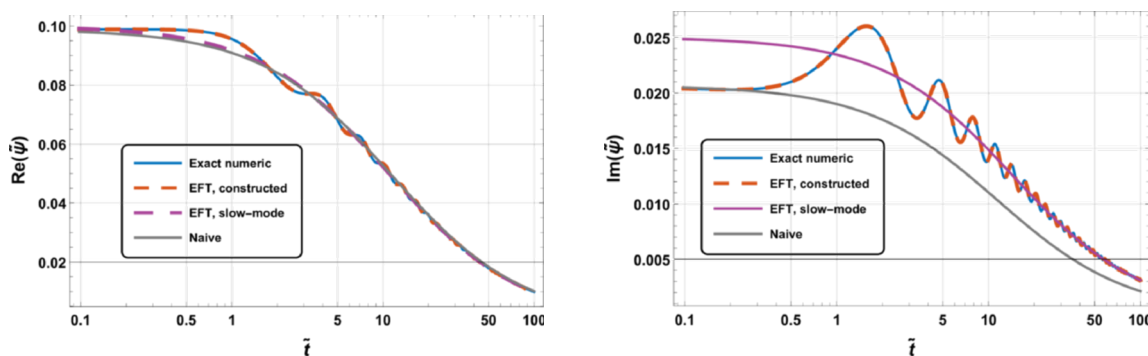 0.10
0.08
0.06
0.04
0.02
Re(ψ̃)
Exact numeric
EFT, constructed
EFT, slow-mode
Naive
0.1 0.5 1 5 10 50 100
t̃
0.025
0.020
0.015
0.010
0.005
Im(ψ̃)
Exact numeric
EFT, constructed
EFT, slow-mode
Naive
0.1 0.5 1 5 10 50 100
t̃